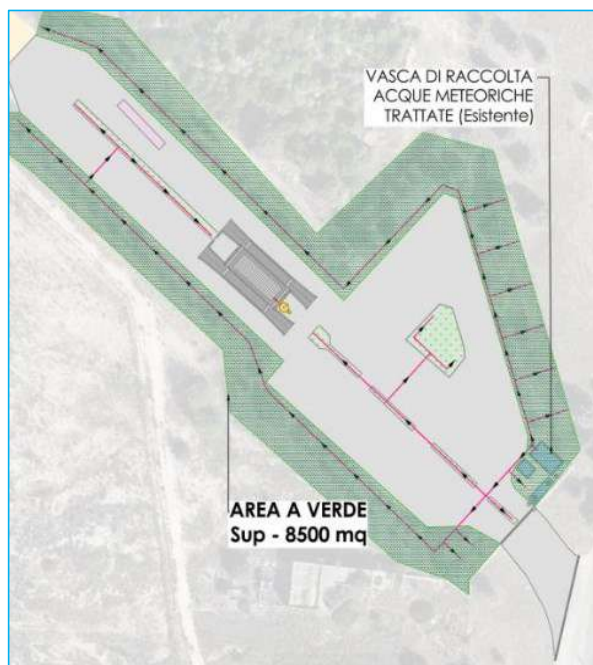 VASCA DI RACCOLTA
ACQUE METEORICHE
TRATTATE (Esistente)
AREA A VERDE
Sup - 8500 mq